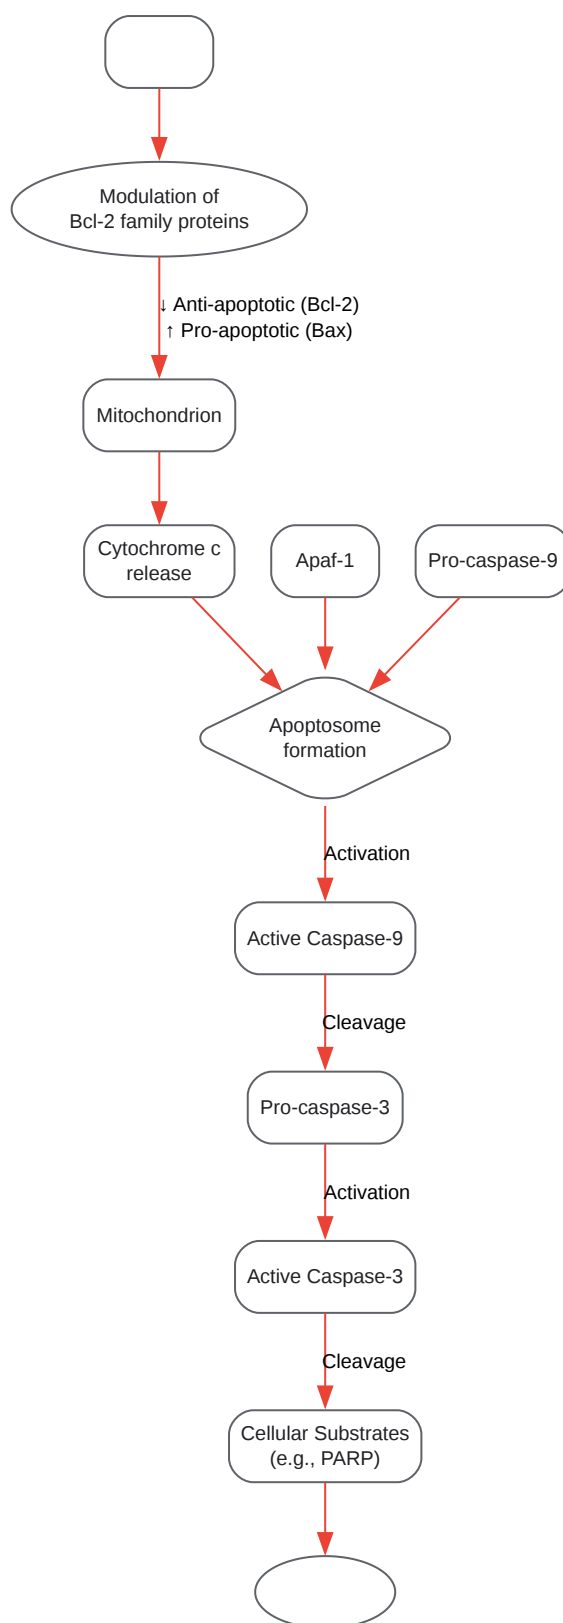 Modulation of
Bcl-2 family proteins
↓ Anti-apoptotic (Bcl-2)
↑ Pro-apoptotic (Bax)
Mitochondrion
Cytochrome c
release
Apaf-1
Pro-caspase-9
Apoptosome
formation
Activation
Active Caspase-9
Cleavage
Pro-caspase-3
Activation
Active Caspase-3
Cleavage
Cellular Substrates
(e.g., PARP)